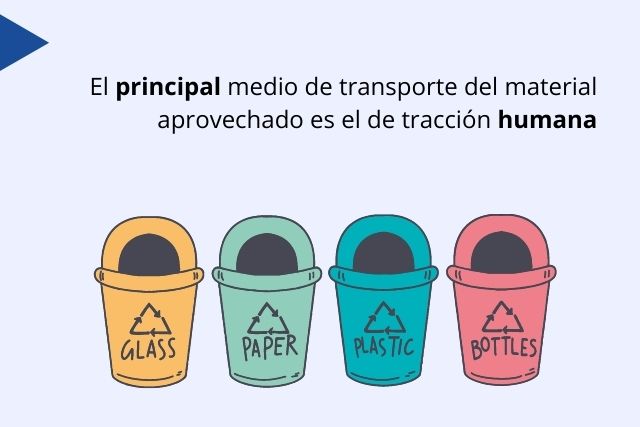 El principal medio de transporte del material
aprovechado es el de tracción humana
GLASS
PAPER
PLASTIC
BOTTLES